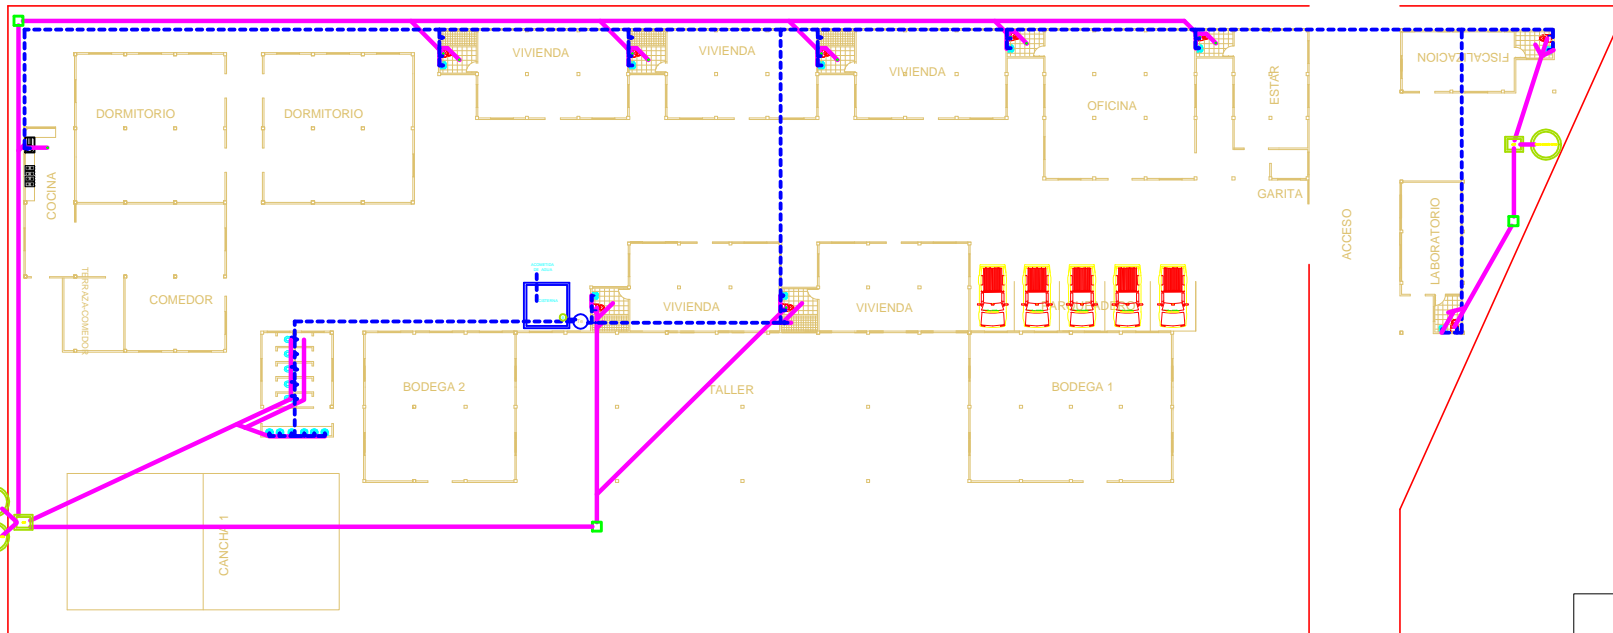 VIVIENDA
VIVIENDA
VIVIENDA
FISCALIZACION
ESTAR
OFICINA
DORMITORIO
DORMITORIO
COCINA
GARITA
ACCESO
LABORATORIO
TERRAZA-COMEDOR
COMEDOR
VIVIENDA
VIVIENDA
BODEGA 2
TALLER
BODEGA 1
CANCHA 1